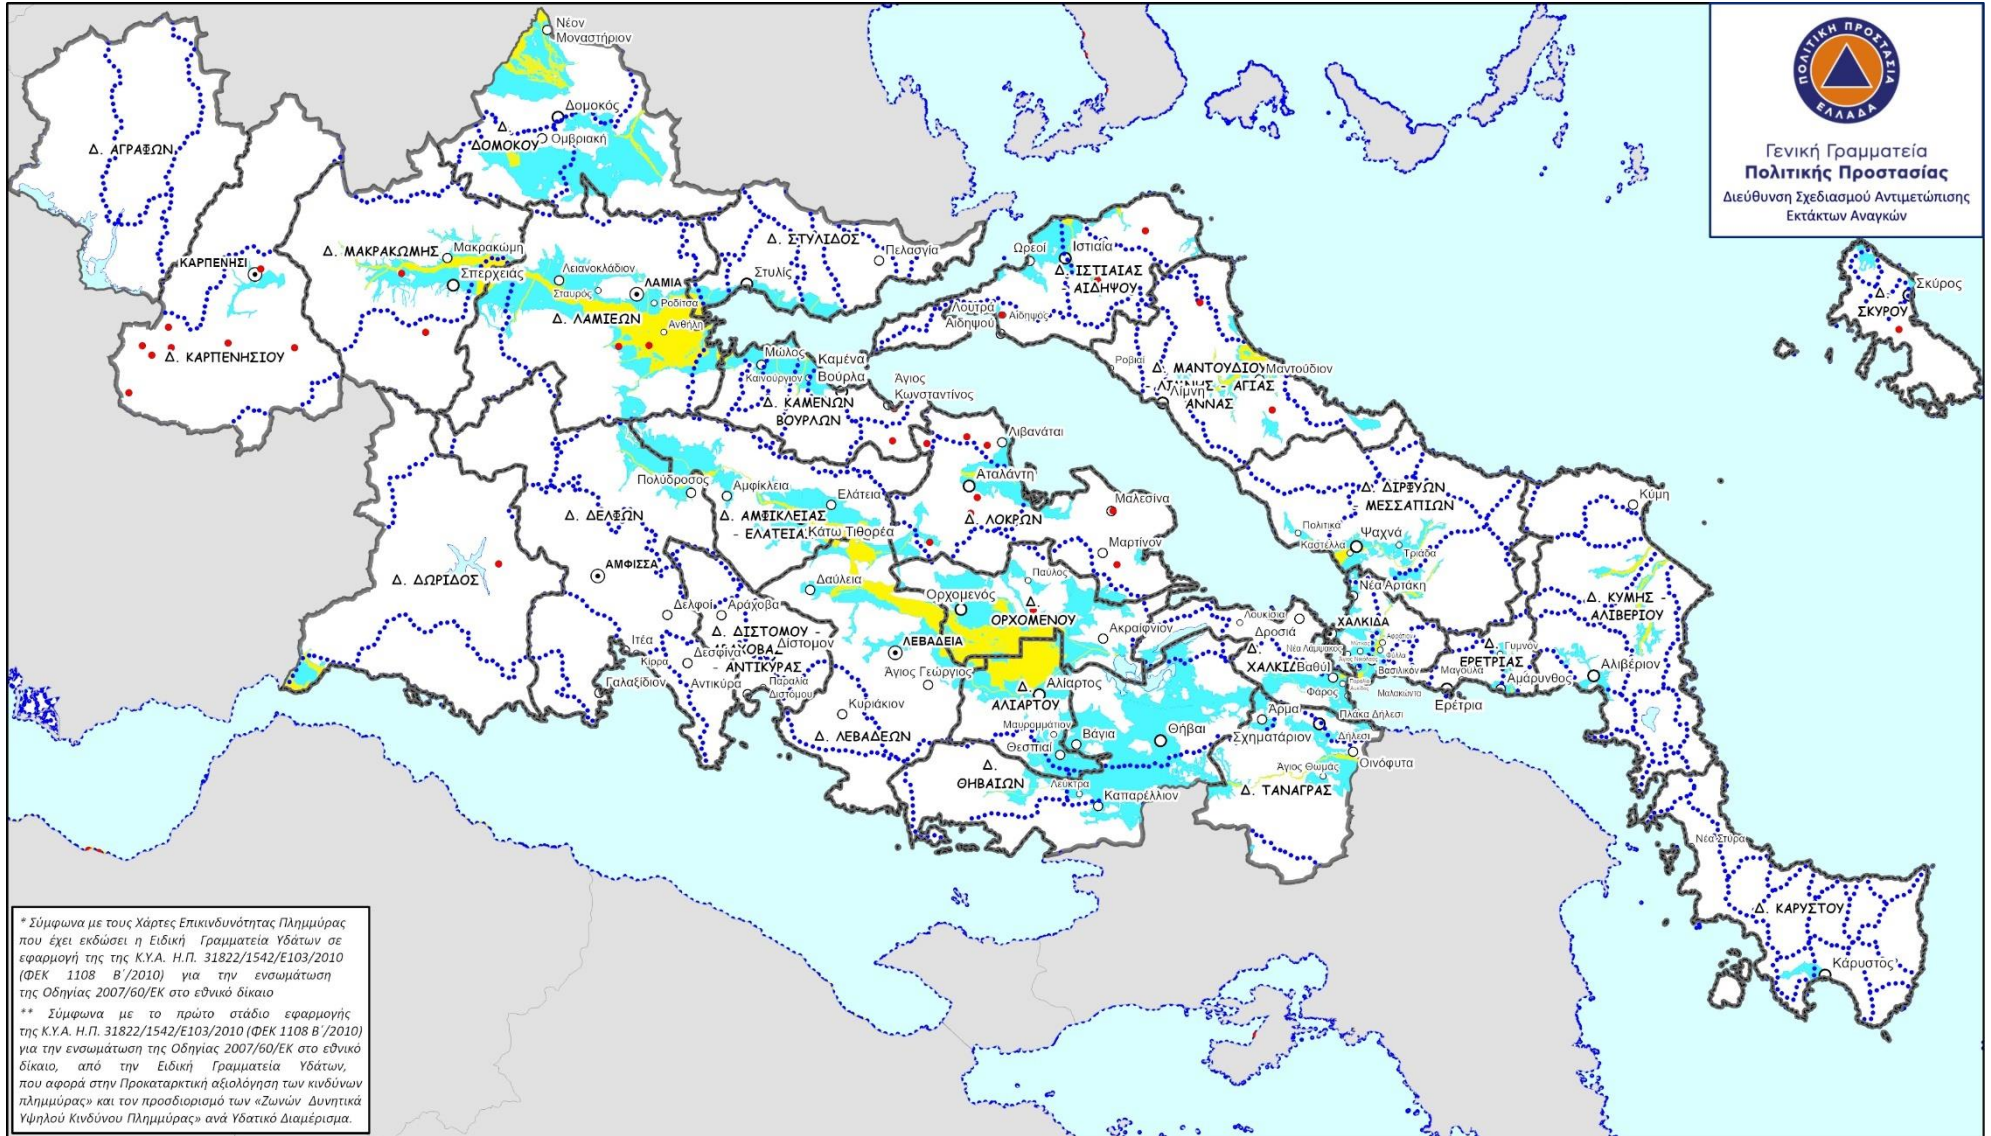 ΠΟΛΙΤΙΚΗ ΠΡΟΣΤΑΣΙΑ
ΕΛΛΑΔΑ
Γενική Γραμματεία
Πολιτικής Προστασίας
Διεύθυνση Σχεδιασμού Αντιμετώπισης
Εκτάκτων Αναγκών
Νέον
Μοναστήριον
Δομοκός
Δ.
ΔΟΜΟΚΟΥ
Ομβριακή
Δ. ΑΓΡΑΦΩΝ
ΚΑΡΠΕΝΗΣΙ
Δ. ΚΑΡΠΕΝΗΣΙΟΥ
Δ. ΜΑΚΡΑΚΩΜΗΣ
Μακρακώμη
Σπερχειάς
Λειανοκλάδιον
Σταυρός
ΛΑΜΙΑ
Ροδίτσα
Ανθήλη
Δ. ΛΑΜΙΕΩΝ
Δ. ΣΤΥΛΙΔΟΣ
Πελασγία
Στυλίς
Μώλος
Καινούργιον
Καμένα
Βούρλα
Άγιος
Κωνσταντίνος
Δ. ΚΑΜΕΝΩΝ
ΒΟΥΡΛΩΝ
Ωρεοί
Ιστιαία
Δ. ΙΣΤΙΑΙΑΣ
- ΑΙΔΗΨΟΥ
Λουτρά
Αιδηψού
Αιδηψός
Ροβιαί
Δ. ΜΑΝΤΟΥΔΙΟΥ
- ΛΙΜΝΗΣ - ΑΓΙΑΣ
ΑΝΝΑΣ
Μαντούδιον
Λίμνη
Δ.
ΣΚΥΡΟΥ
Σκύρος
Λιβανάται
Αταλάντη
Δ. ΛΟΚΡΩΝ
Μαλεσίνα
Μαρτίνον
Πολύδροσος
Αμφίκλεια
Ελάτεια
Δ. ΑΜΦΙΚΛΕΙΑΣ
- ΕΛΑΤΕΙΑΣ
Κάτω Τιθορέα
Δ. ΔΕΛΦΩΝ
ΑΜΦΙΣΣΑ
Δ. ΔΩΡΙΔΟΣ
Δελφοί
Αράχοβα
Δ. ΔΙΣΤΟΜΟΥ -
ΑΡΑΧΟΒΑΣ
- ΑΝΤΙΚΥΡΑΣ
Δίστομον
Ιτέα
Κίρρα
Δεσφίνα
Γαλαξίδιον
Αντικύρα
Παραλία
Διστόμου
Δαύλεια
ΛΕΒΑΔΕΙΑ
Άγιος Γεώργιος
Κυριάκιον
Δ. ΛΕΒΑΔΕΩΝ
Ορχομενός
Παύλος
Δ.
ΟΡΧΟΜΕΝΟΥ
Ακραίφνιον
Δ.
ΑΛΙΑΡΤΟΥ
Αλίαρτος
Μαυρομμάτιον
Θεσπιαί
Βάγια
Θήβαι
Δ.
ΘΗΒΑΙΩΝ
Λεύκτρα
Καπαρέλλιον
Δ. ΔΙΡΦΥΩΝ
- ΜΕΣΣΑΠΙΩΝ
Πολιτικά
Καστέλλα
Ψαχνά
Τριάδα
Νέα Αρτάκη
Κύμη
Δ. ΚΥΜΗΣ -
ΑΛΙΒΕΡΙΟΥ
Λουκίσια
Δροσιά
ΧΑΛΚΙΔΑ
Νέα Λάμψακος
Δ.
Βαθύ
Φάρος
Βασιλικόν
Μαλακώντα
Δ.
ΕΡΕΤΡΙΑΣ
Γυμνόν
Μαγούλα
Αμάρυνθος
Ερέτρια
Αλιβέριον
Άρμα
Σχηματάριον
Πλάκα Δήλεσι
Δήλεσι
Άγιος Θωμάς
Οινόφυτα
Δ. ΤΑΝΑΓΡΑΣ
Νέα Στύρα
Δ. ΚΑΡΥΣΤΟΥ
Κάρυστος
* Σύμφωνα με τους Χάρτες Επικινδυνότητας Πλημμύρας
που έχει εκδώσει η Ειδική Γραμματεία Υδάτων σε
εφαρμογή της της Κ.Υ.Α. Η.Π. 31822/1542/Ε103/2010
(ΦΕΚ 1108 Β΄/2010) για την ενσωμάτωση
της Οδηγίας 2007/60/ΕΚ στο εθνικό δίκαιο
** Σύμφωνα με το πρώτο στάδιο εφαρμογής
της Κ.Υ.Α. Η.Π. 31822/1542/Ε103/2010 (ΦΕΚ 1108 Β΄/2010)
για την ενσωμάτωση της Οδηγίας 2007/60/ΕΚ στο εθνικό
δίκαιο, από την Ειδική Γραμματεία Υδάτων,
που αφορά στην Προκαταρκτική αξιολόγηση των κινδύνων
πλημμύρας» και τον προσδιορισμό των «Ζωνών Δυνητικά
Υψηλού Κινδύνου Πλημμύρας» ανά Υδατικό Διαμέρισμα.